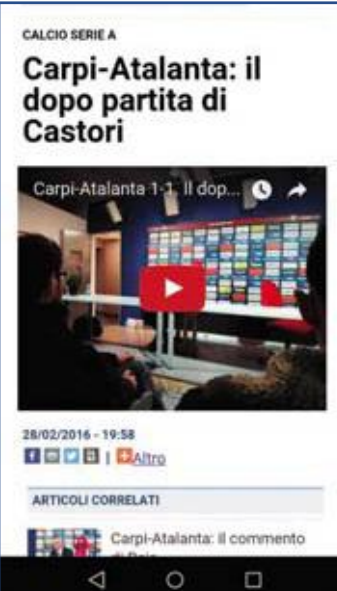 CALCIO SERIE A
Carpi-Atalanta: il
dopo partita di
Castori
Carpi-Atalanta 1-1. Il dop...
28/02/2016 - 19:58
| Altro
ARTICOLI CORRELATI
Carpi-Atalanta: il commento
di